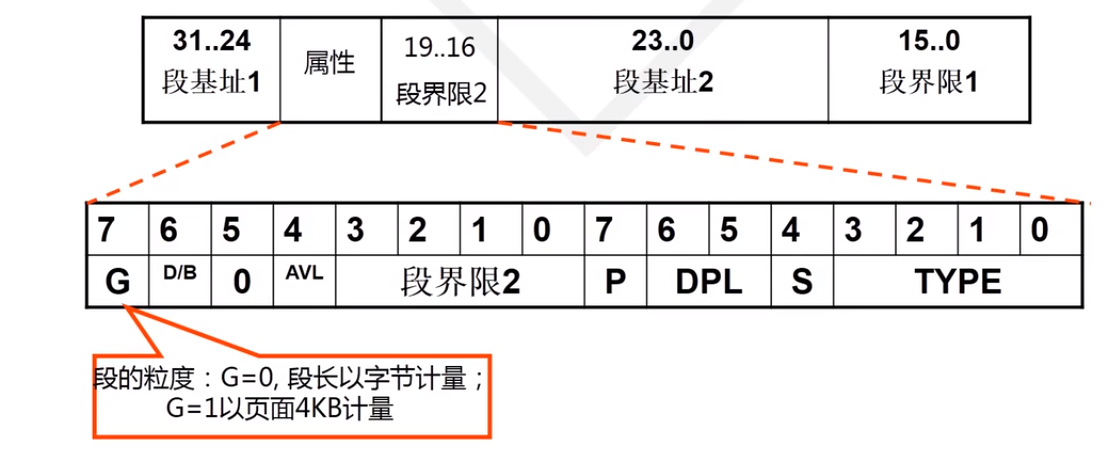 31..24 属性 19..16 23..0 15..0
段基址1 段界限2 段基址2 段界限1
7 6 5 4 3 2 1 0 7 6 5 4 3 2 1 0
G D/B 0 AVL 段界限2 P DPL S TYPE
段的粒度：G=0, 段长以字节计量；
G=1以页面4KB计量